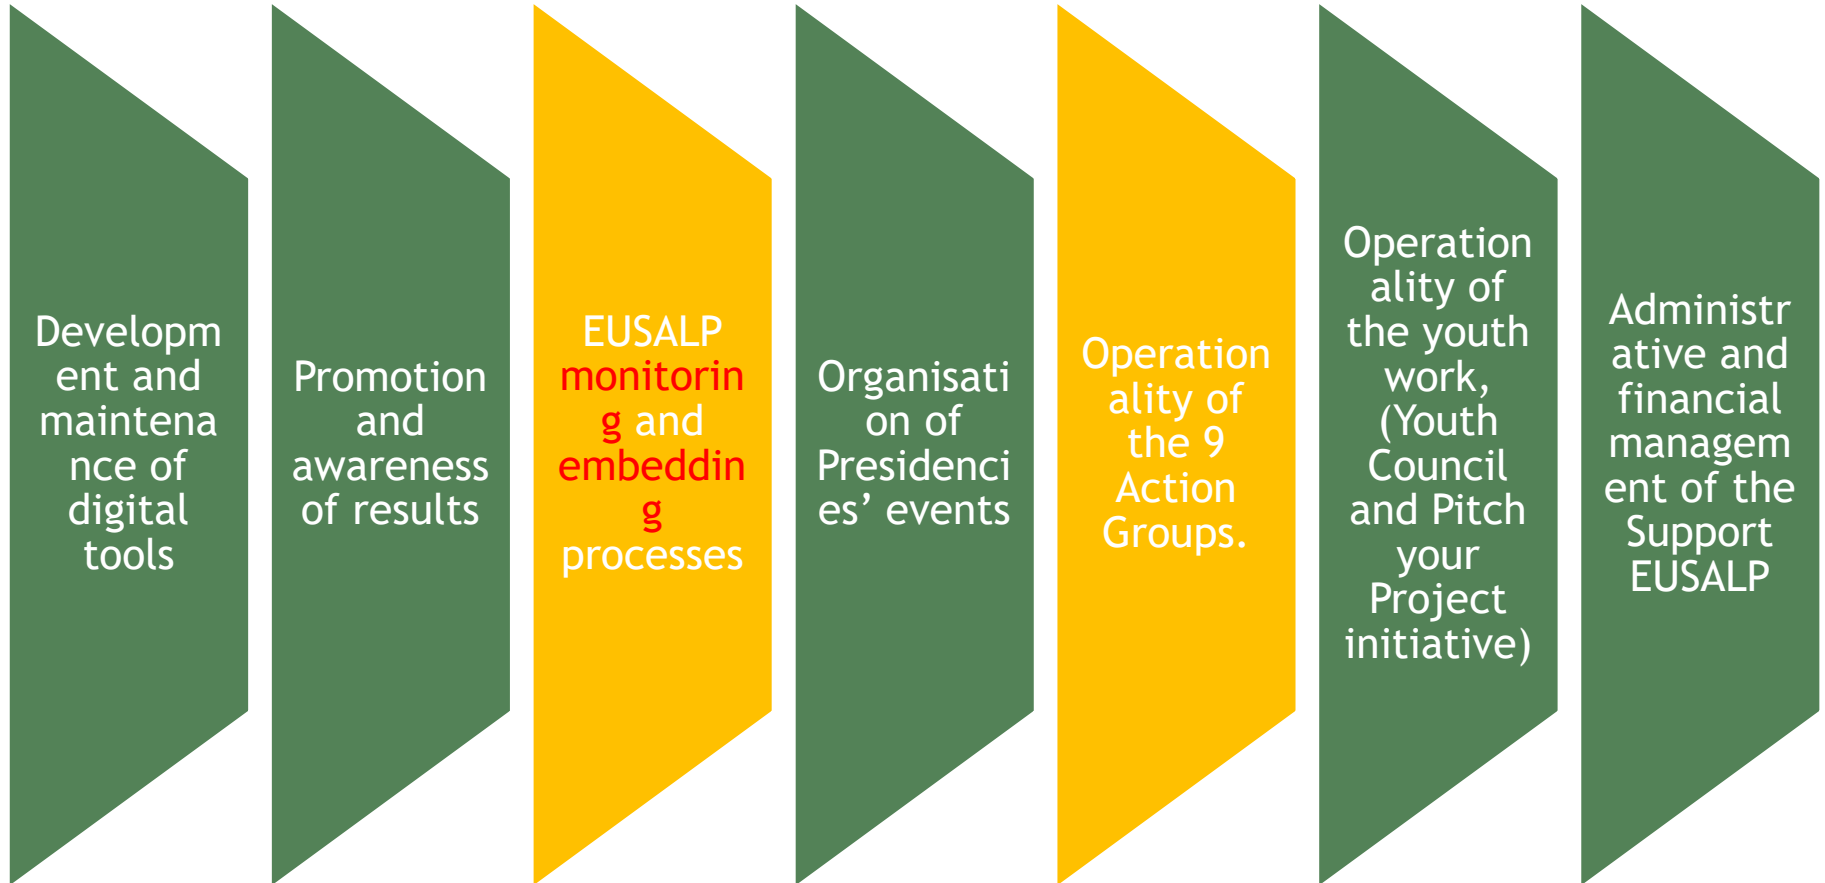 Developm
ent and
maintena
nce of
digital
tools
Promotion
and
awareness
of results
EUSALP
monitorin
g and
embeddin
g
processes
Organisati
on of
Presidenci
es’ events
Operation
ality of
the 9
Action
Groups.
Operation
ality of
the youth
work,
(Youth
Council
and Pitch
your
Project
initiative)
Administr
ative and
financial
managem
ent of the
Support
EUSALP